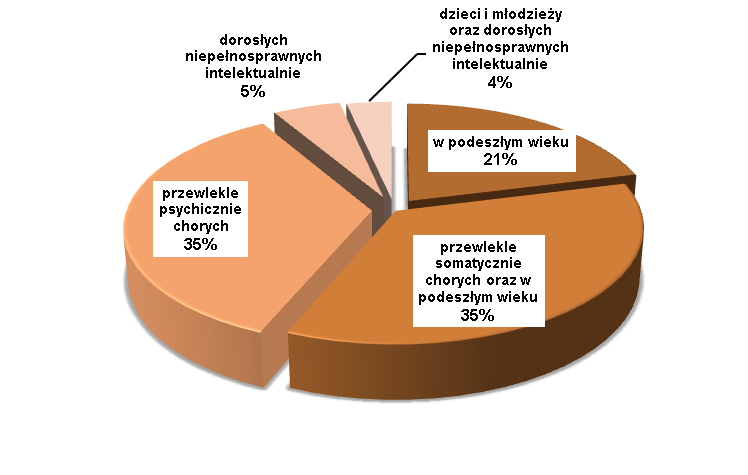 dorosłych
niepełnosprawnych
intelektualnie
5%
dzieci i młodzieży
oraz dorosłych
niepełnosprawnych
intelektualnie
4%
w podeszłym wieku
21%
przewlekle
psychicznie
chorych
35%
przewlekle
somatycznie
chorych oraz w
podeszłym wieku
35%